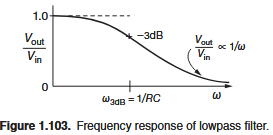 1.0
Vout
Vin
−3dB
Vout
Vin
∝ 1/ω
0
ω3dB = 1/RC
ω
Figure 1.103. Frequency response of lowpass filter.